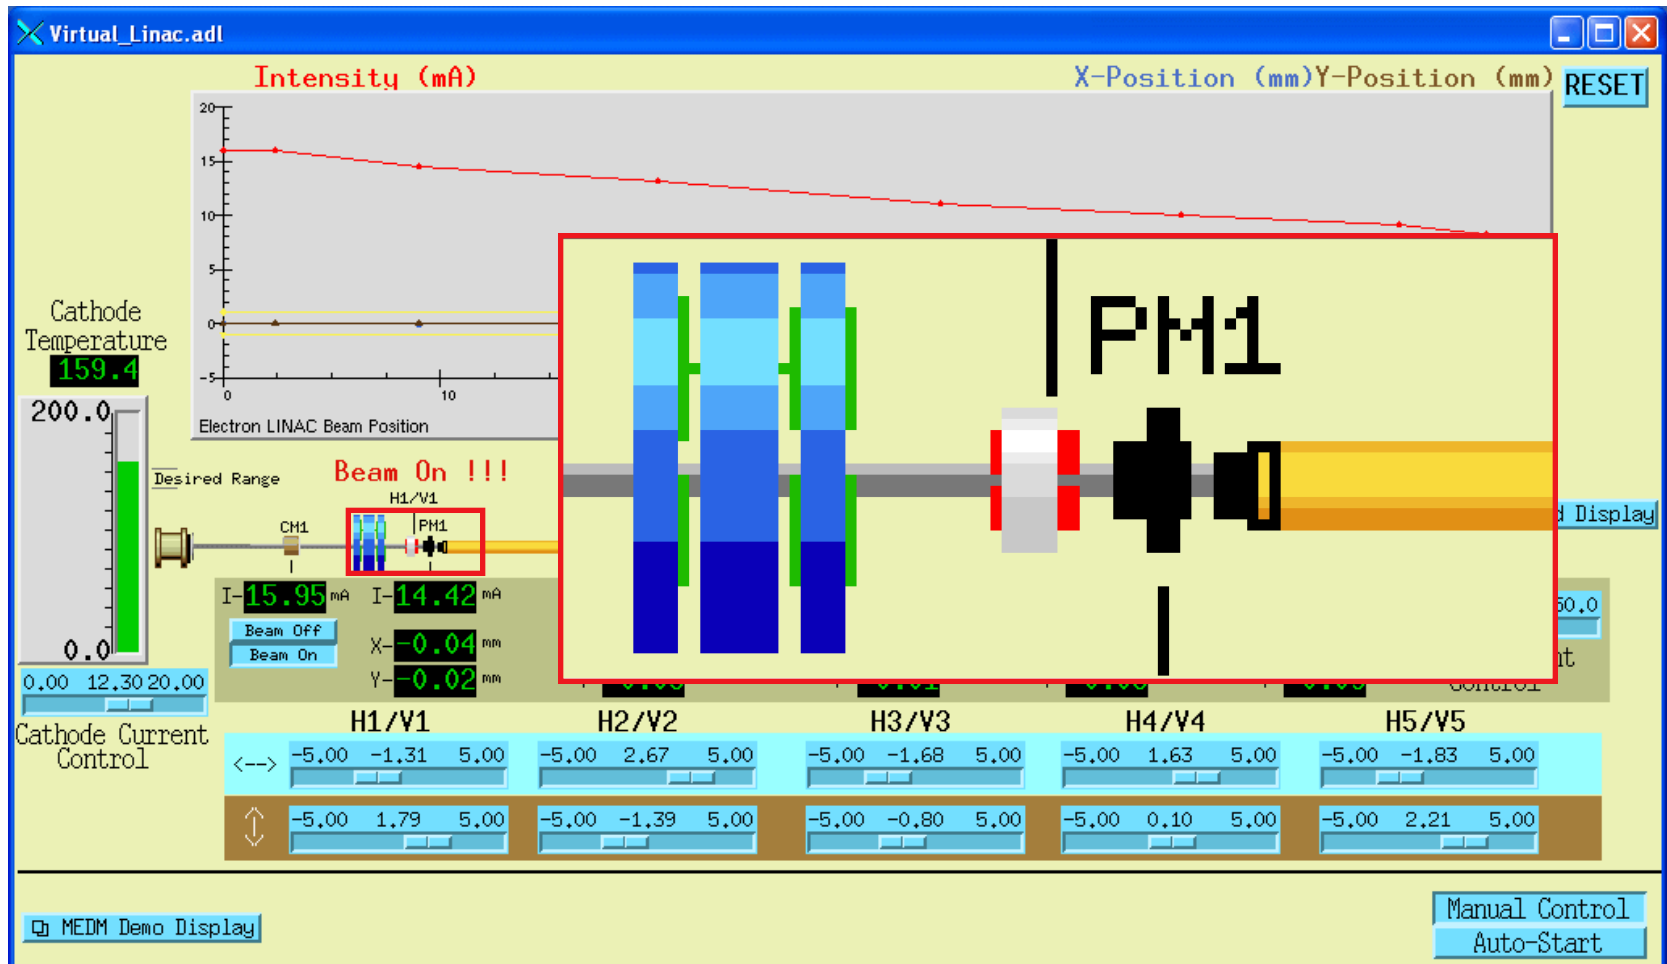 Virtual_Linac.adl
Intensity (mA)
X-Position (mm)Y-Position (mm)
RESET
20
15
10
5
0
-5
0
10
Electron LINAC Beam Position
Cathode
Temperature
159.4
200.0
0.0
Desired Range
Beam On !!!
H1/V1
CM1
PM1
PM1
d Display
I-15.95 mA
I-14.42 mA
Beam Off
Beam On
X--0.04 mm
Y--0.02 mm
50.0
nt
Control
0.00 12.30 20.00
Cathode Current
Control
H1/V1
H2/V2
H3/V3
H4/V4
H5/V5
<-->
-5.00 -1.31 5.00
-5.00 2.67 5.00
-5.00 -1.68 5.00
-5.00 1.63 5.00
-5.00 -1.83 5.00
-5.00 1.79 5.00
-5.00 -1.39 5.00
-5.00 -0.80 5.00
-5.00 0.10 5.00
-5.00 2.21 5.00
MEDM Demo Display
Manual Control
Auto-Start